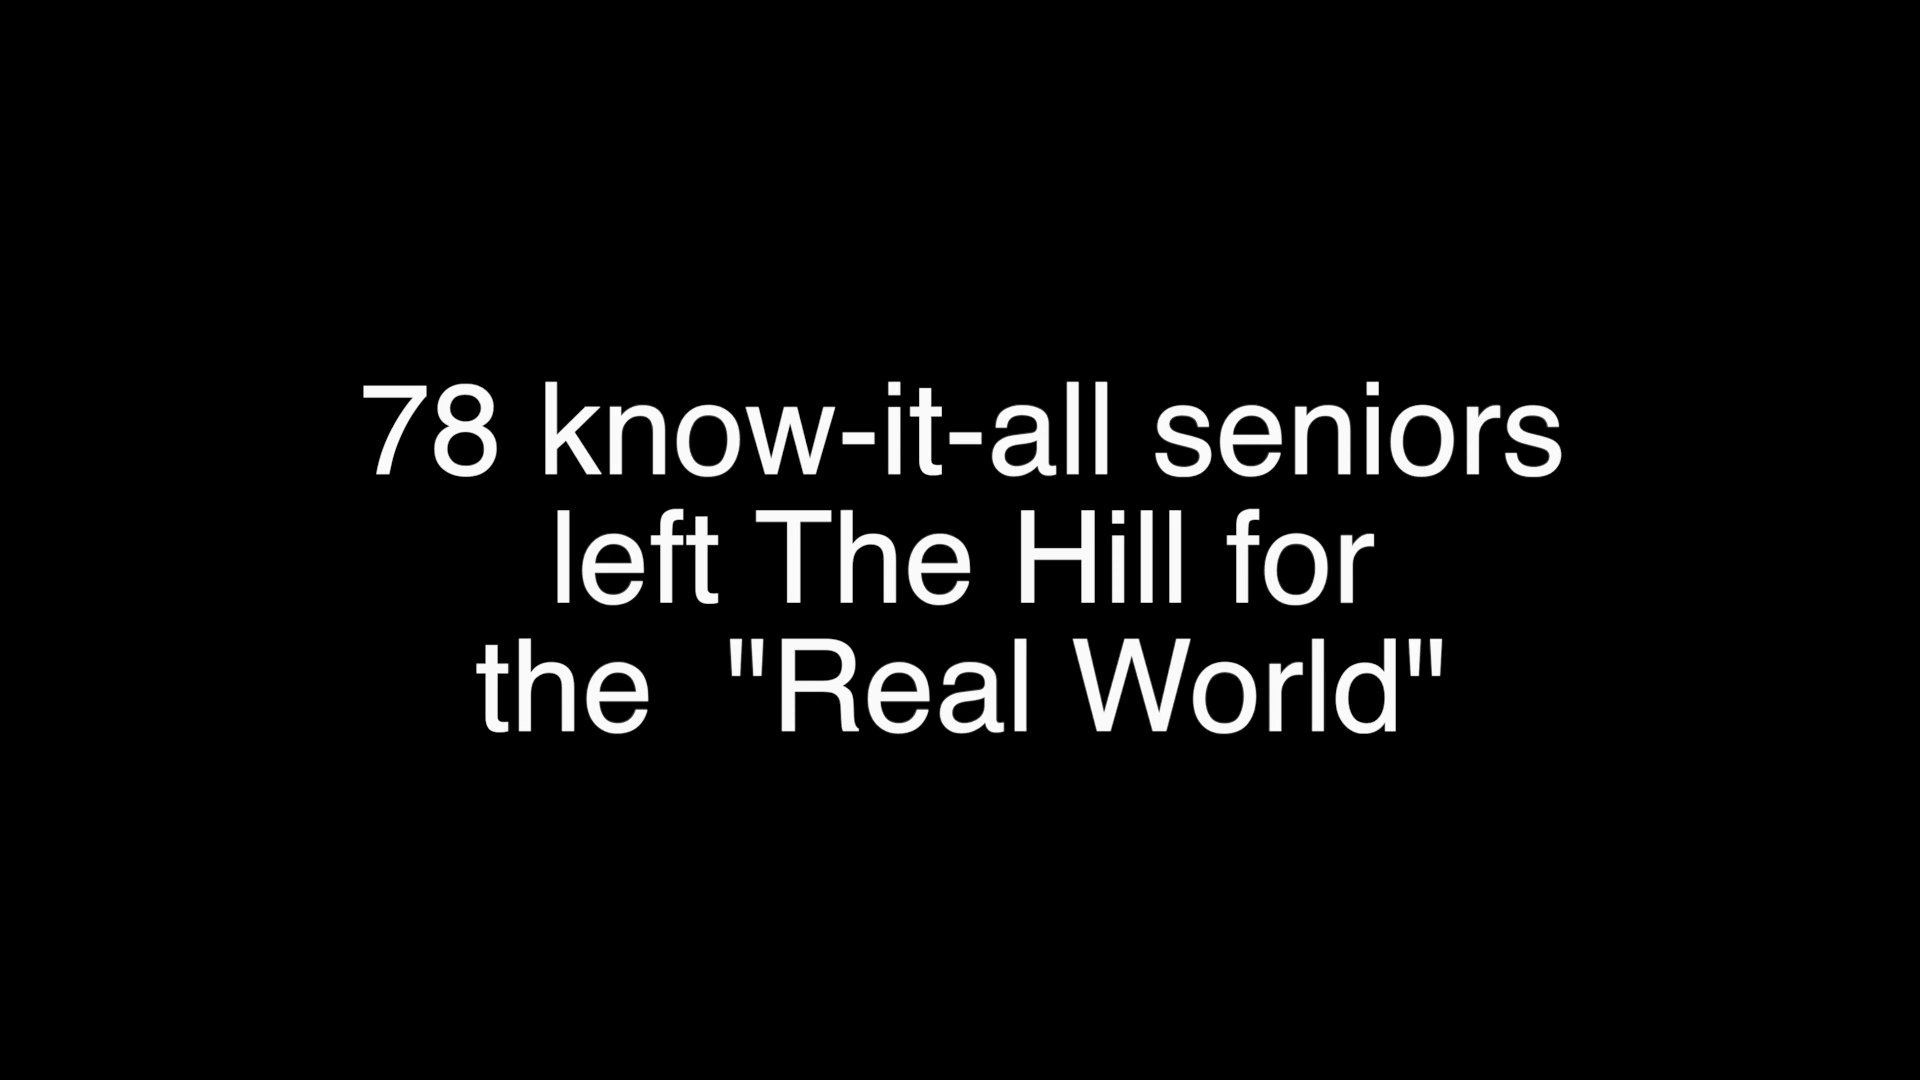 78 know-it-all seniors
left The Hill for
the  "Real World"